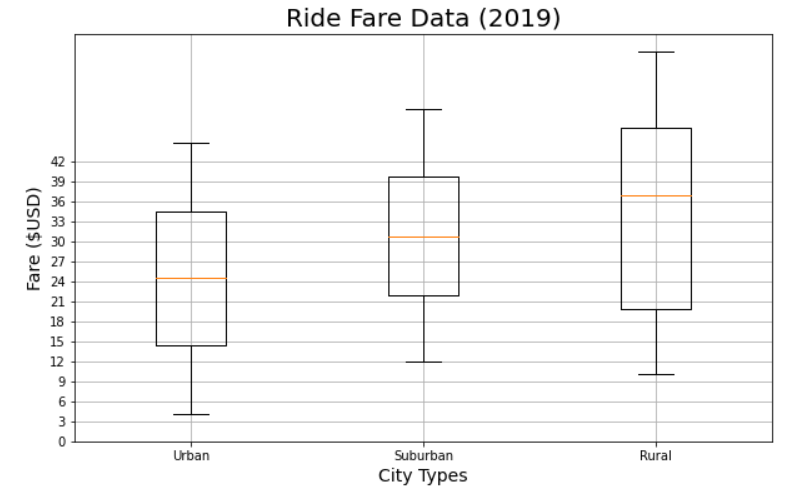 Ride Fare Data (2019)
Fare ($USD)
42
39
36
33
30
27
24
21
18
15
12
9
6
3
0
Urban
Suburban
Rural
City Types